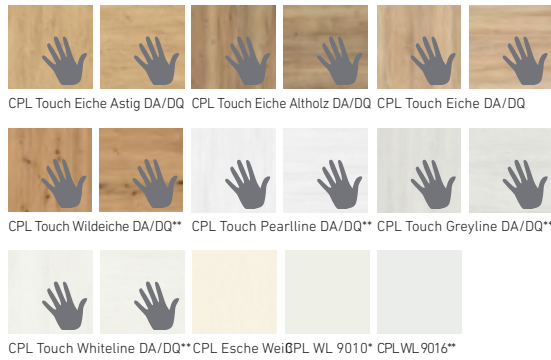 CPL Touch Eiche Astig DA/DQ CPL Touch Eiche Altholz DA/DQ CPL Touch Eiche DA/DQ
CPL Touch Wildeiche DA/DQ** CPL Touch Pearlline DA/DQ** CPL Touch Greyline DA/DQ**
CPL Touch Whiteline DA/DQ** CPL Esche Weiß CPL WL 9010* CPL WL 9016**